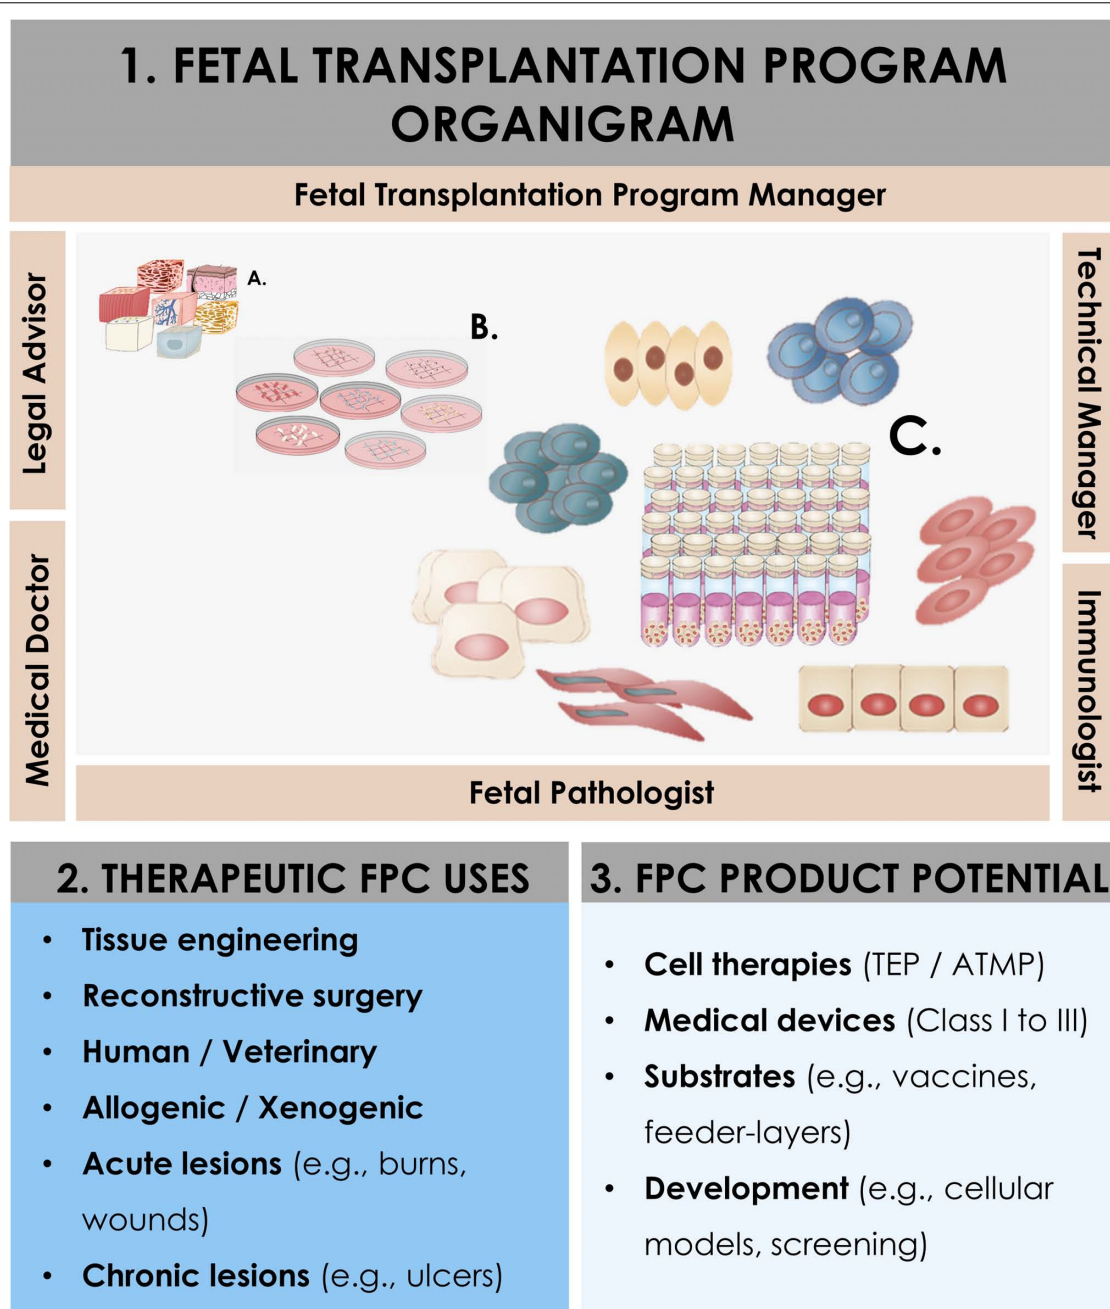 1. FETAL TRANSPLANTATION PROGRAM
ORGANIGRAM
Fetal Transplantation Program Manager
Legal Advisor
Medical Doctor
A.
B.
C.
Technical Manager
Immunologist
Fetal Pathologist
2. THERAPEUTIC FPC USES
• Tissue engineering
• Reconstructive surgery
• Human / Veterinary
• Allogenic / Xenogenic
• Acute lesions (e.g., burns,
wounds)
• Chronic lesions (e.g., ulcers)
3. FPC PRODUCT POTENTIAL
• Cell therapies (TEP / ATMP)
• Medical devices (Class I to III)
• Substrates (e.g., vaccines,
feeder-layers)
• Development (e.g., cellular
models, screening)